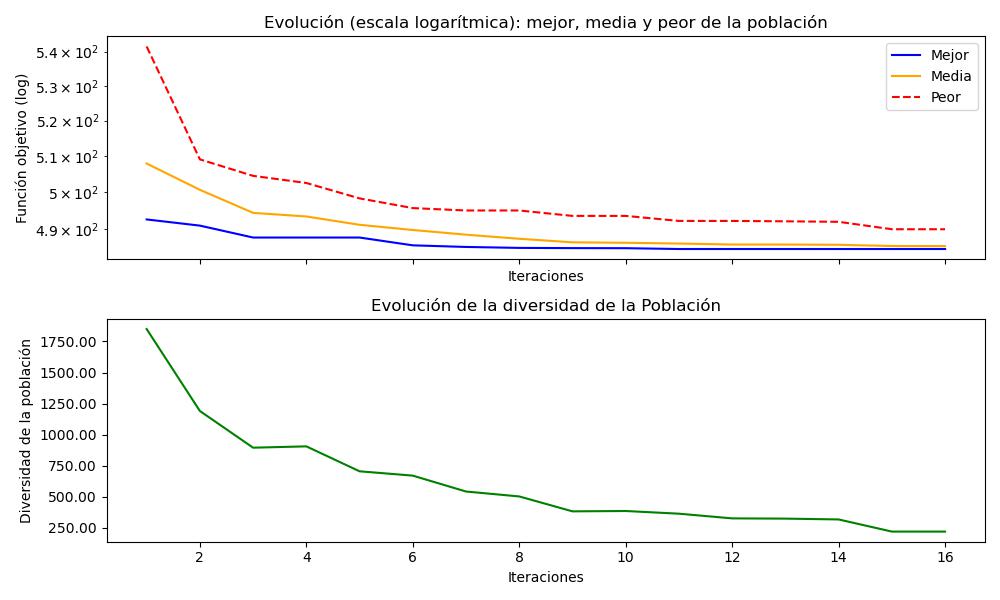 Evolución (escala logarítmica): mejor, media y peor de la población
Función objetivo (log)
5.4 × 10²
5.3 × 10²
5.2 × 10²
5.1 × 10²
5 × 10²
4.9 × 10²
Mejor
Media
Peor
Iteraciones
Evolución de la diversidad de la Población
Diversidad de la población
1750.00
1500.00
1250.00
1000.00
750.00
500.00
250.00
2 4 6 8 10 12 14 16
Iteraciones